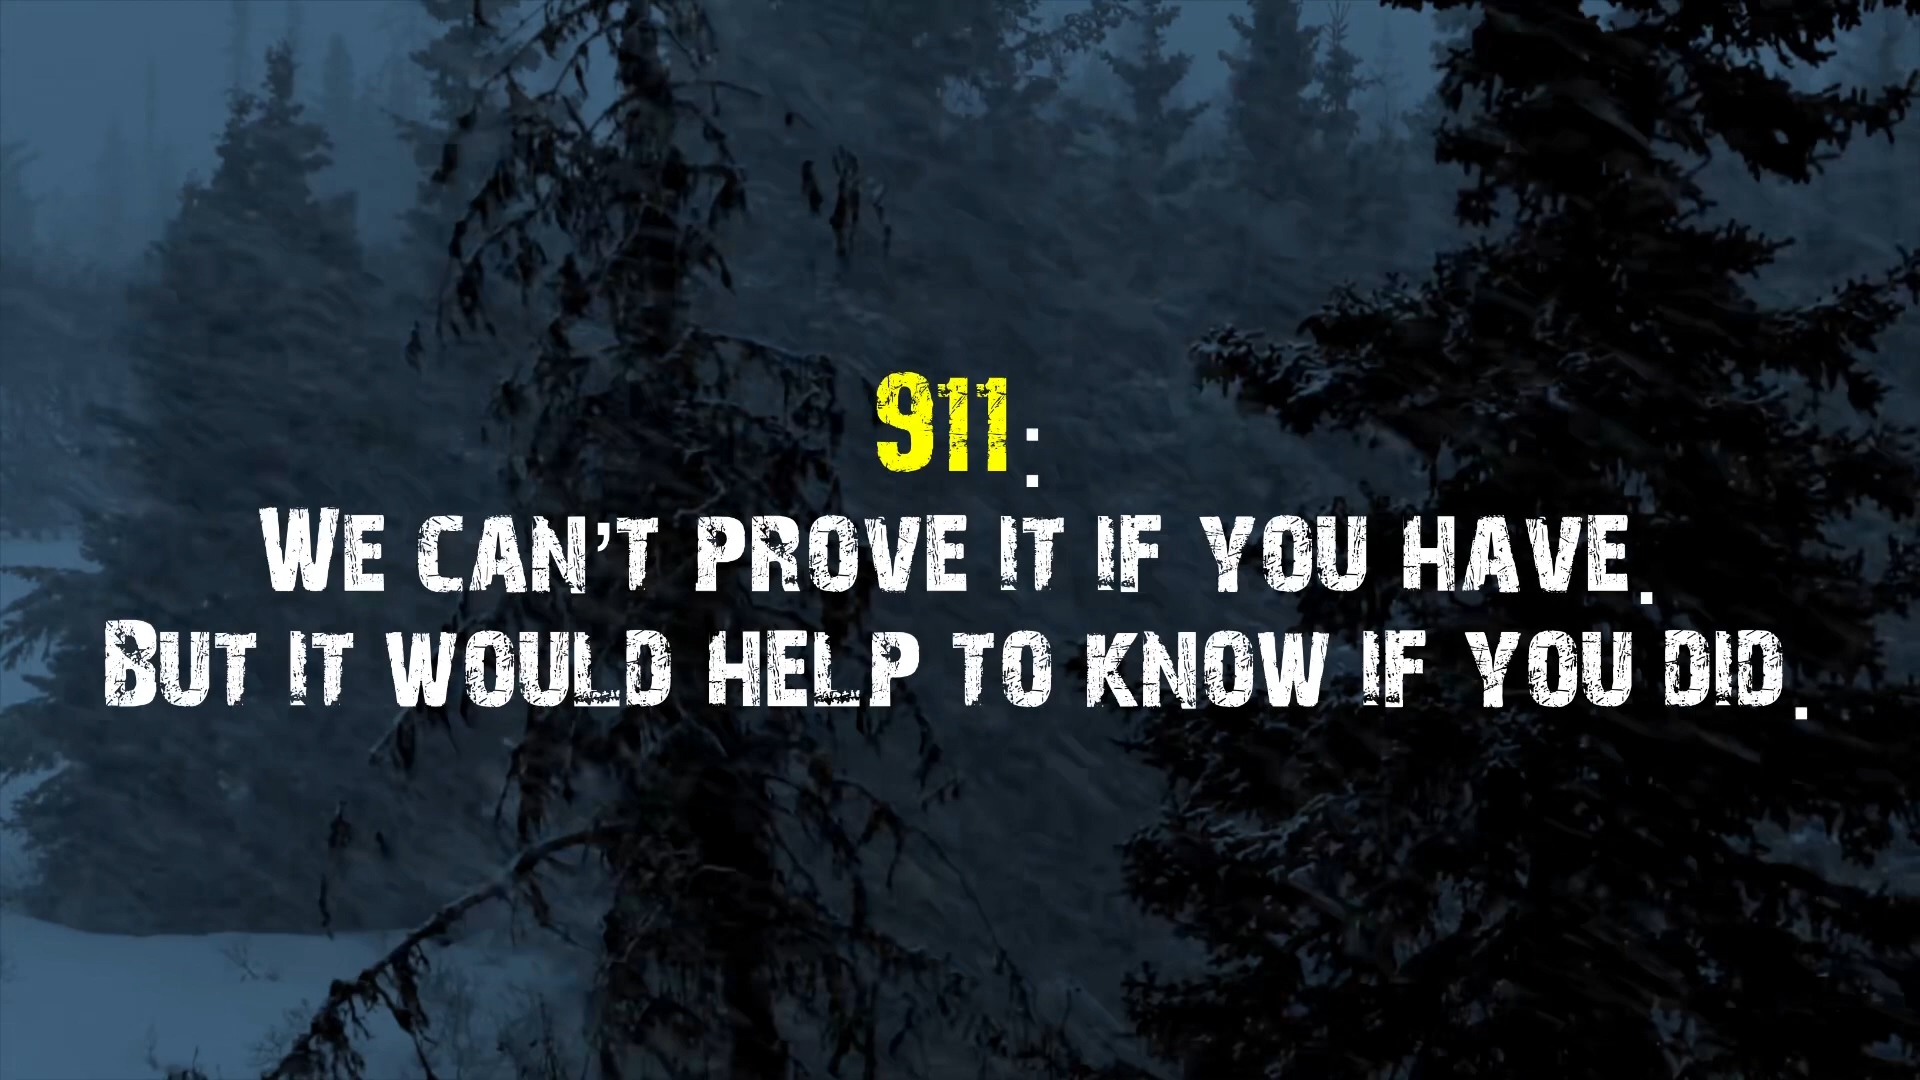 911:
We can't prove it if you have.
But it would help to know if you did.